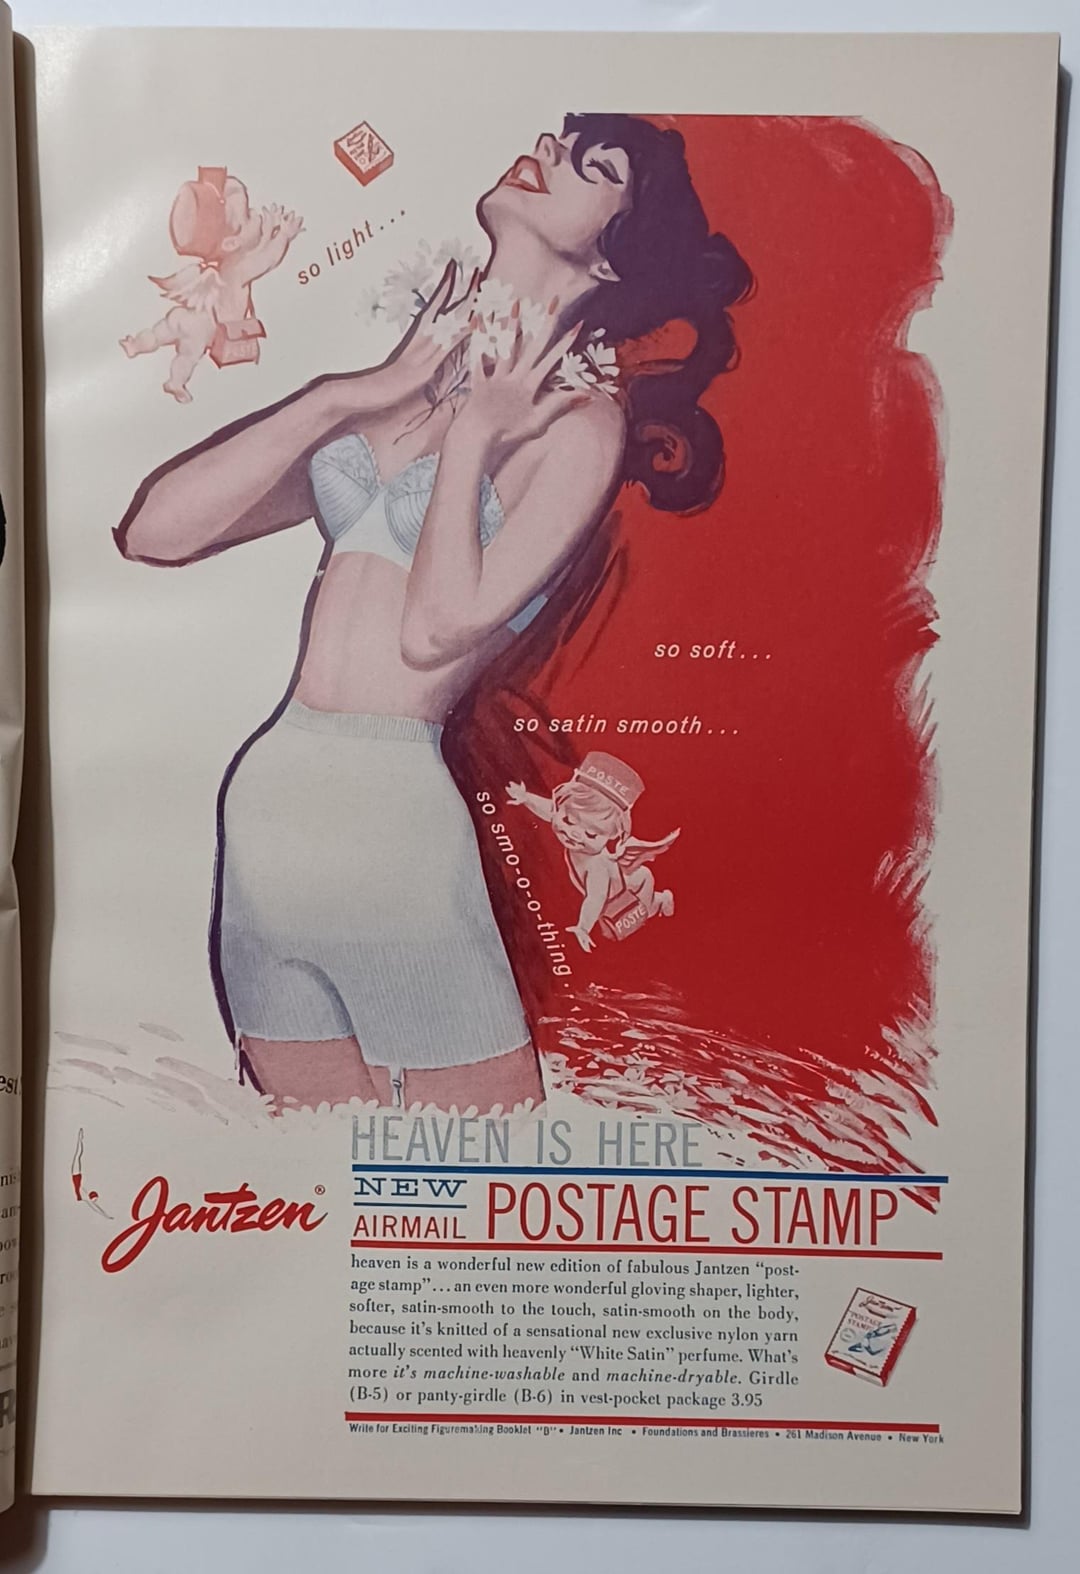 so light...
so soft...
so satin smooth...
POSTE
so smo-o-o-thing.
POSTE
HEAVEN IS HERE
Jantzen®
NEW
AIRMAIL POSTAGE STAMP
heaven is a wonderful new edition of fabulous Jantzen “post-
age stamp”... an even more wonderful gloving shaper, lighter,
softer, satin-smooth to the touch, satin-smooth on the body,
because it’s knitted of a sensational new exclusive nylon yarn
actually scented with heavenly “White Satin” perfume. What’s
more it’s machine-washable and machine-dryable. Girdle
(B-5) or panty-girdle (B-6) in vest-pocket package 3.95
Jantzen
POSTAGE
STAMP
Write for Exciting Figuremaking Booklet "B" • Jantzen Inc • Foundations and Brassieres • 261 Madison Avenue • New York